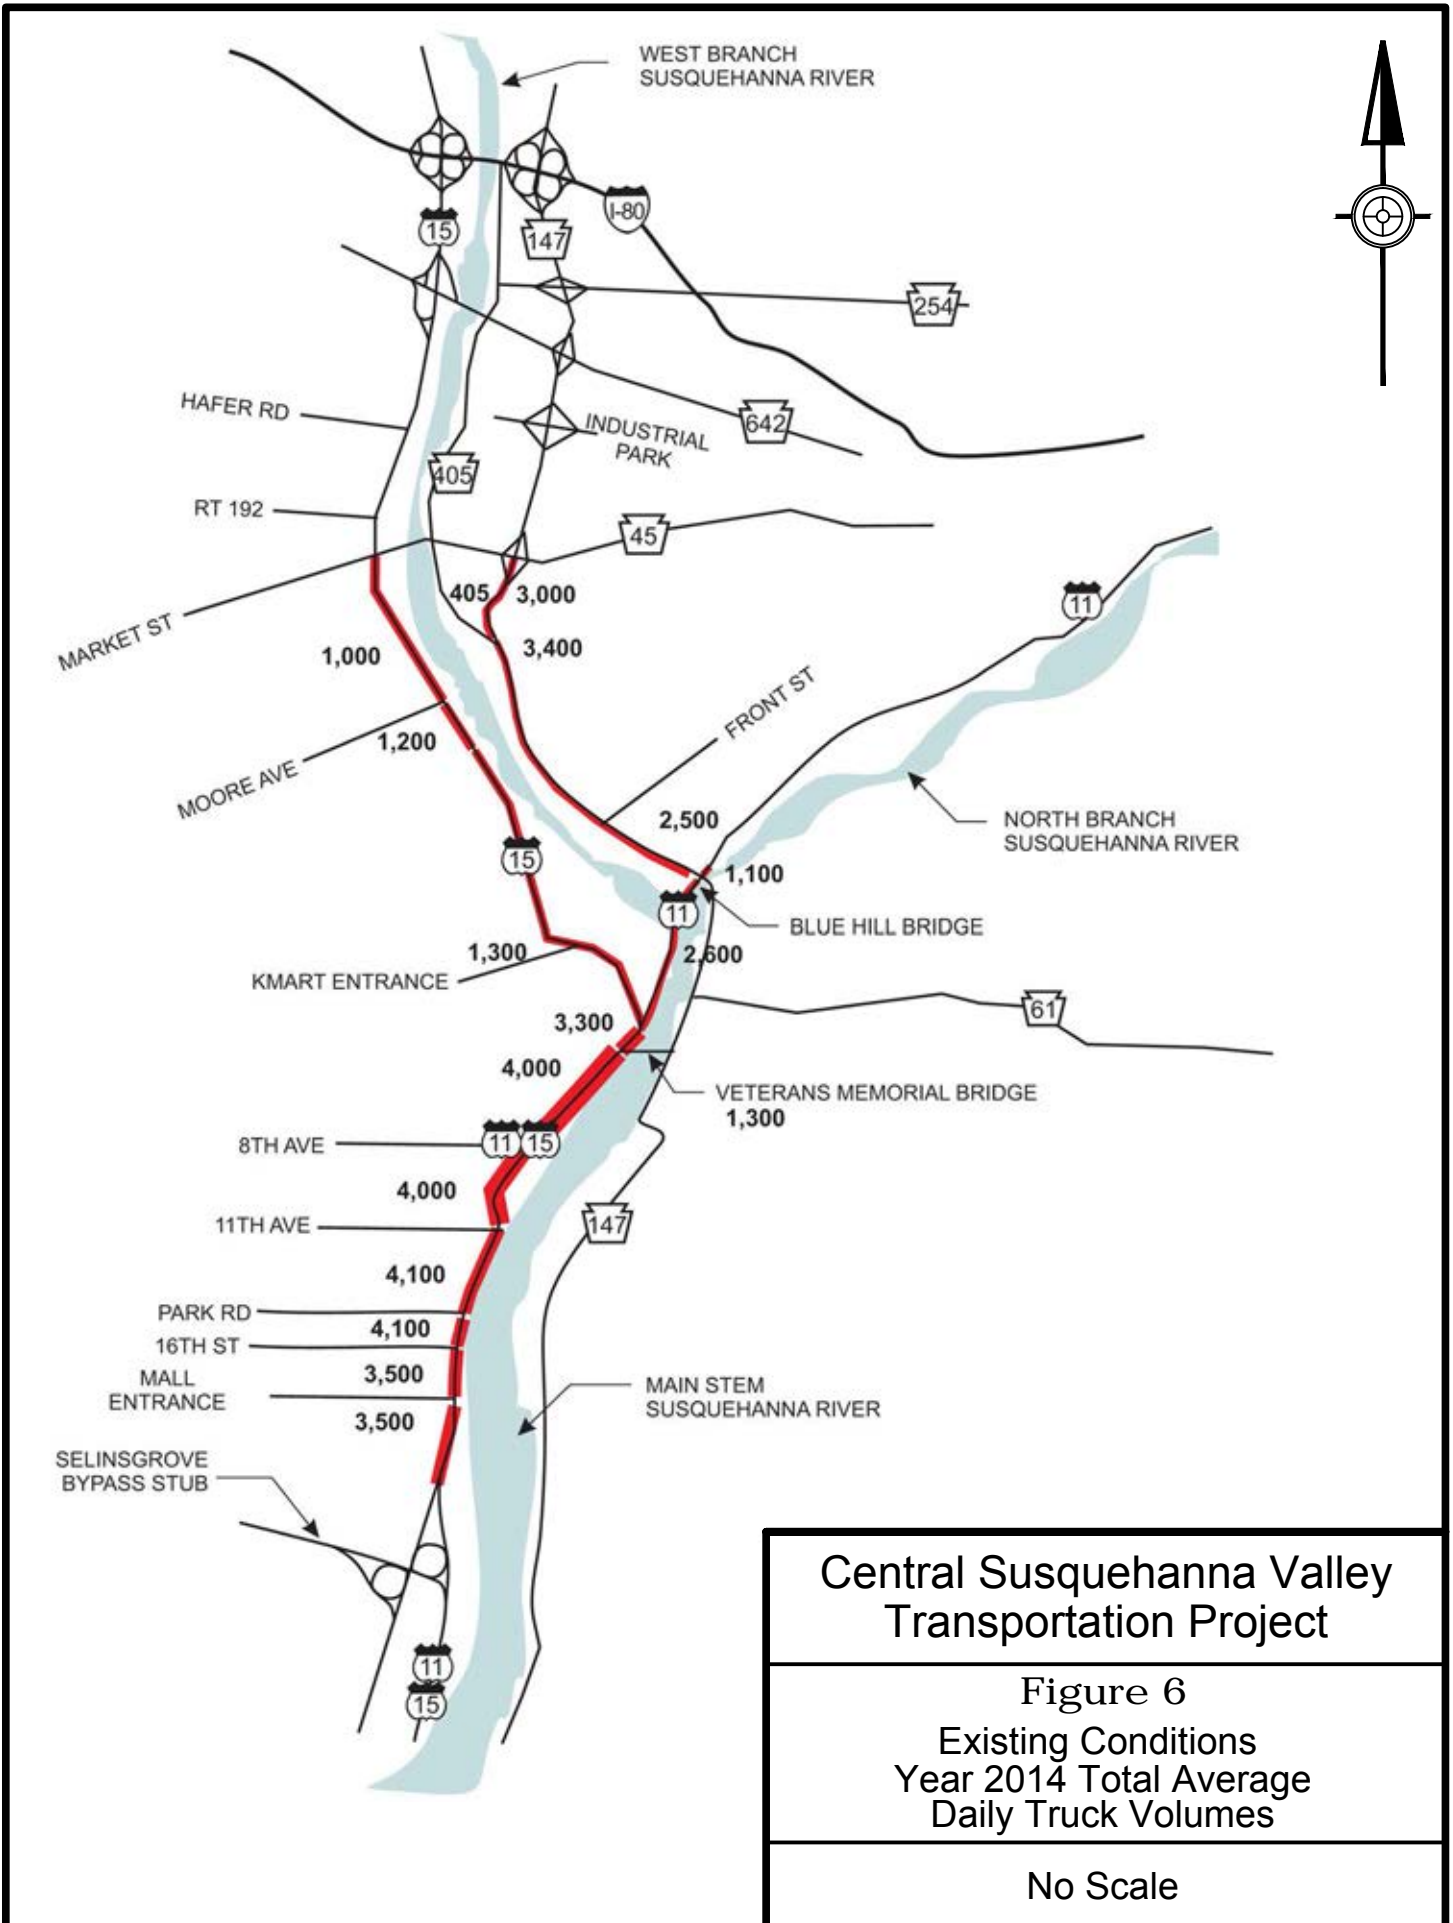 WEST BRANCH
SUSQUEHANNA RIVER
I-80
15
147
254
HAFER RD
INDUSTRIAL
PARK
642
405
RT 192
45
405
3,000
11
MARKET ST
1,000
3,400
FRONT ST
1,200
MOORE AVE
2,500
NORTH BRANCH
SUSQUEHANNA RIVER
15
1,100
11
BLUE HILL BRIDGE
1,300
2,600
KMART ENTRANCE
61
3,300
4,000
VETERANS MEMORIAL BRIDGE
1,300
8TH AVE
11
15
4,000
11TH AVE
147
4,100
PARK RD
4,100
16TH ST
3,500
MALL
ENTRANCE
MAIN STEM
SUSQUEHANNA RIVER
3,500
SELINSGROVE
BYPASS STUB
11
15
Central Susquehanna Valley
Transportation Project
Figure 6
Existing Conditions
Year 2014 Total Average
Daily Truck Volumes
No Scale